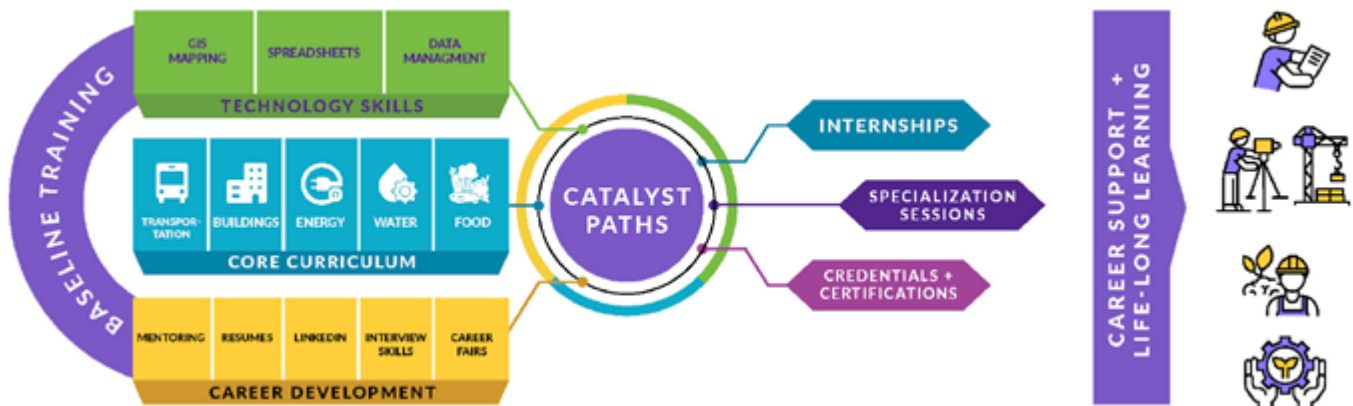 BASELINE TRAINING
GIS
MAPPING
SPREADSHEETS
DATA
MANAGMENT
TECHNOLOGY SKILLS
TRANSPOR-
TATION
BUILDINGS
ENERGY
WATER
FOOD
CORE CURRICULUM
MENTORING
RESUMES
LINKEDIN
INTERVIEW
SKILLS
CAREER
FAIRS
CAREER DEVELOPMENT
CATALYST
PATHS
INTERNSHIPS
SPECIALIZATION
SESSIONS
CREDENTIALS +
CERTIFICATIONS
CAREER SUPPORT +
LIFE-LONG LEARNING